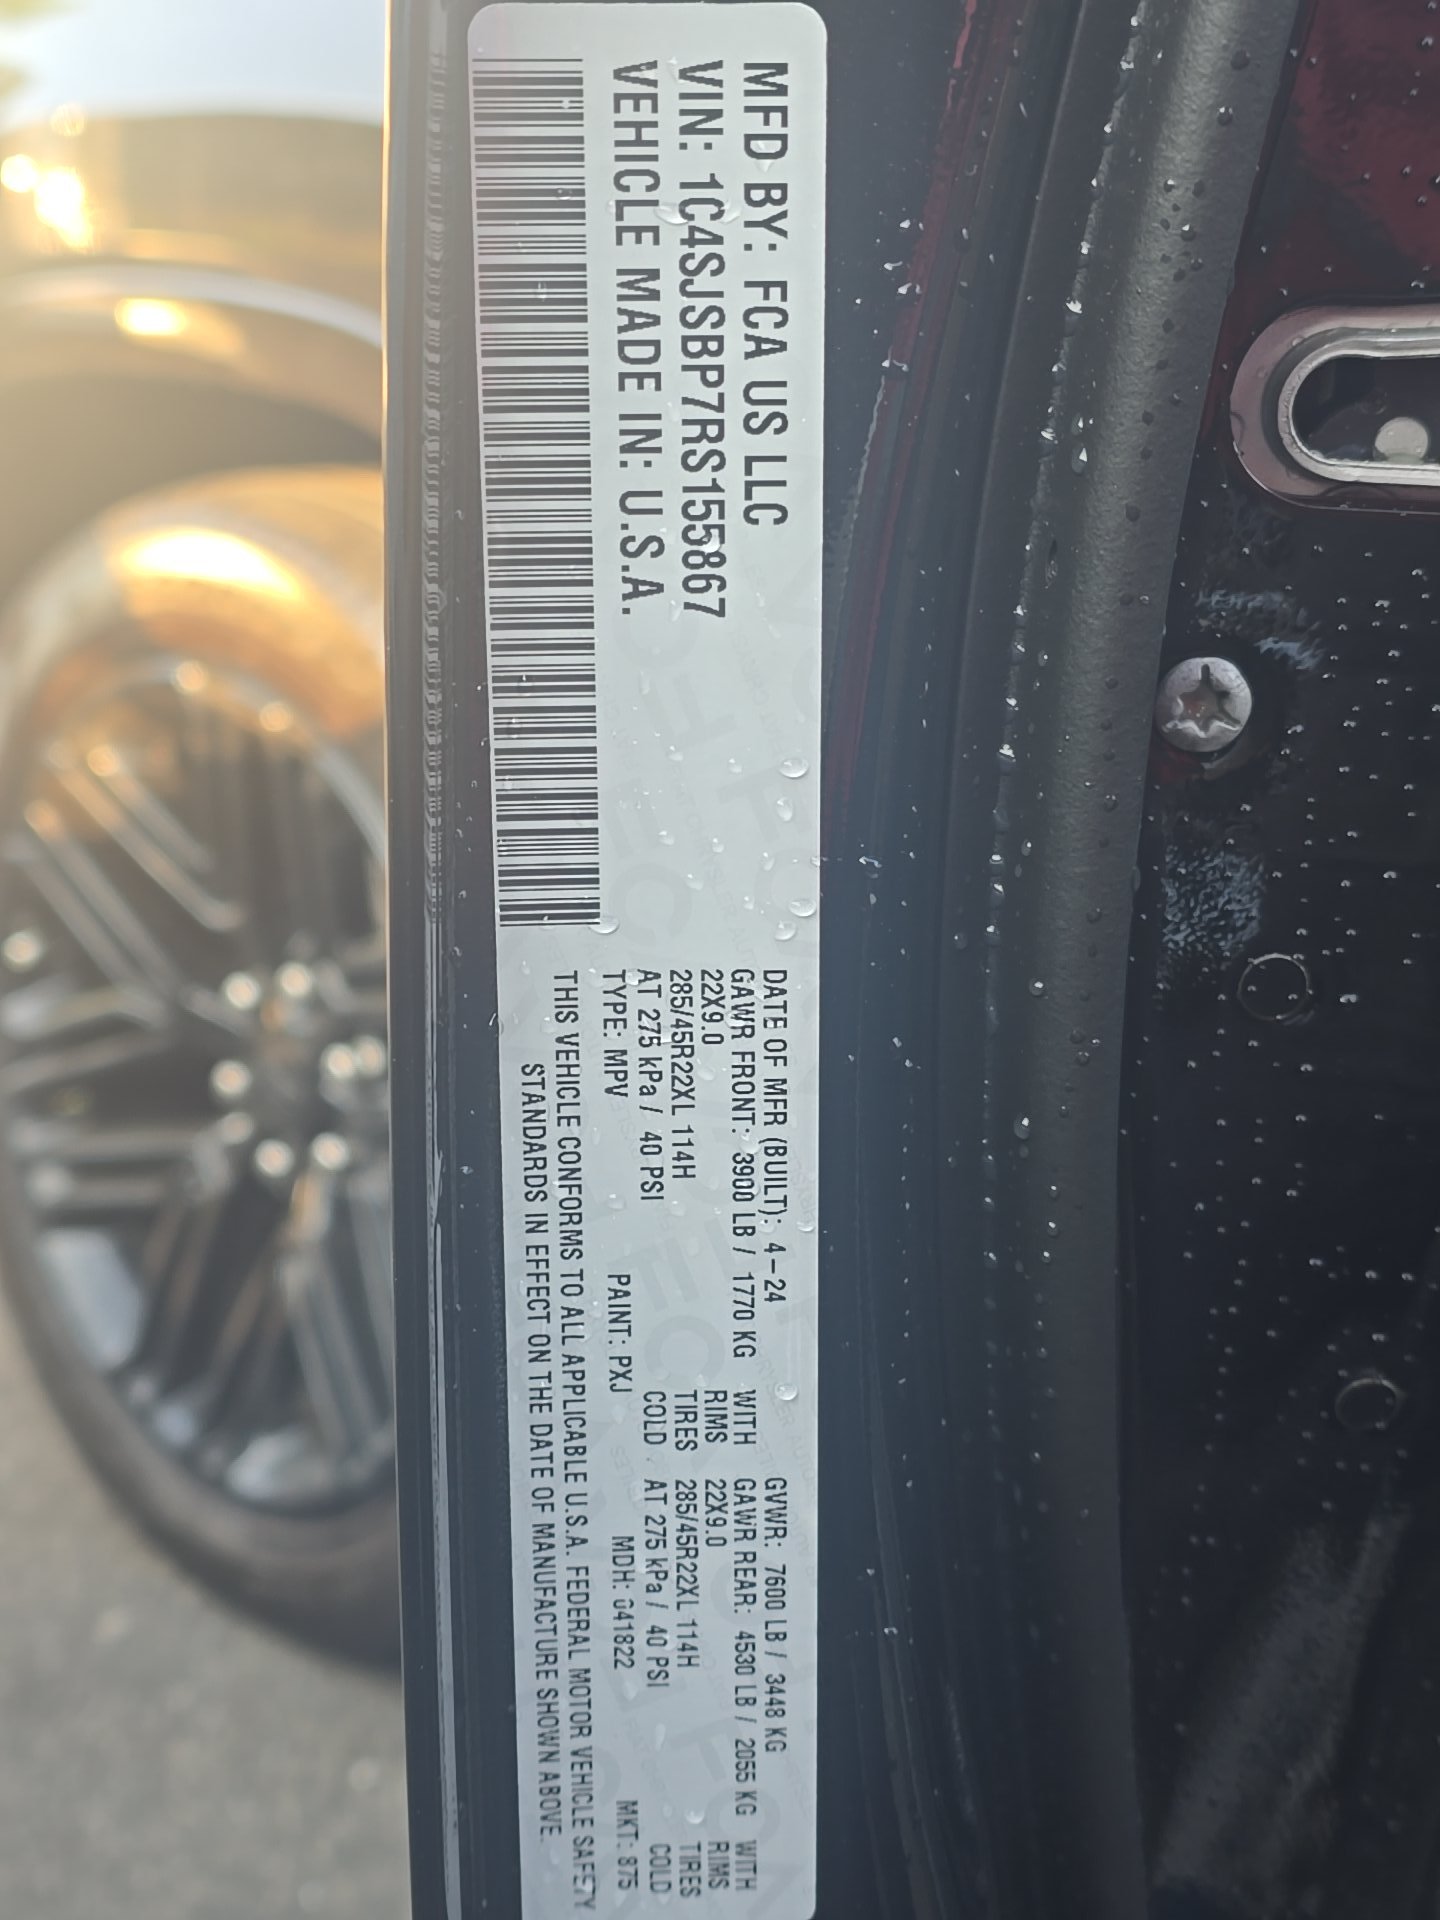 MFD BY: FCA US LLC
VIN: 1C4SJSBP7RS155867
VEHICLE MADE IN: U.S.A.
DATE OF MFR (BUILT): 4-24 GVWR: 7600 LB / 3448 KG
GAWR FRONT: 3900 LB / 1770 KG WITH GAWR REAR: 4530 LB / 2055 KG WITH
22X9.0 RIMS 22X9.0 RIMS
285/45R22XL 114H TIRES 285/45R22XL 114H TIRES
AT 275 kPa / 40 PSI COLD AT 275 kPa / 40 PSI COLD
TYPE: MPV PAINT: PXJ MDH: 041822 MKT: 875
THIS VEHICLE CONFORMS TO ALL APPLICABLE U.S.A. FEDERAL MOTOR VEHICLE SAFETY
STANDARDS IN EFFECT ON THE DATE OF MANUFACTURE SHOWN ABOVE.